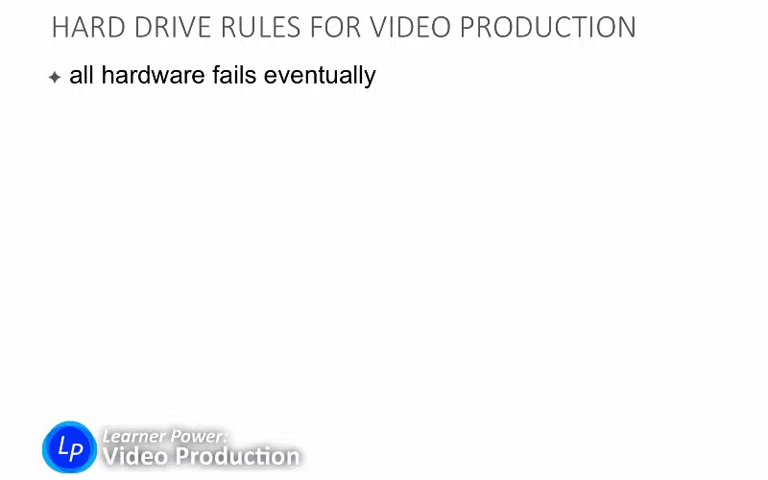 HARD DRIVE RULES FOR VIDEO PRODUCTION
✦ all hardware fails eventually
Lp
Learner Power:
Video Production